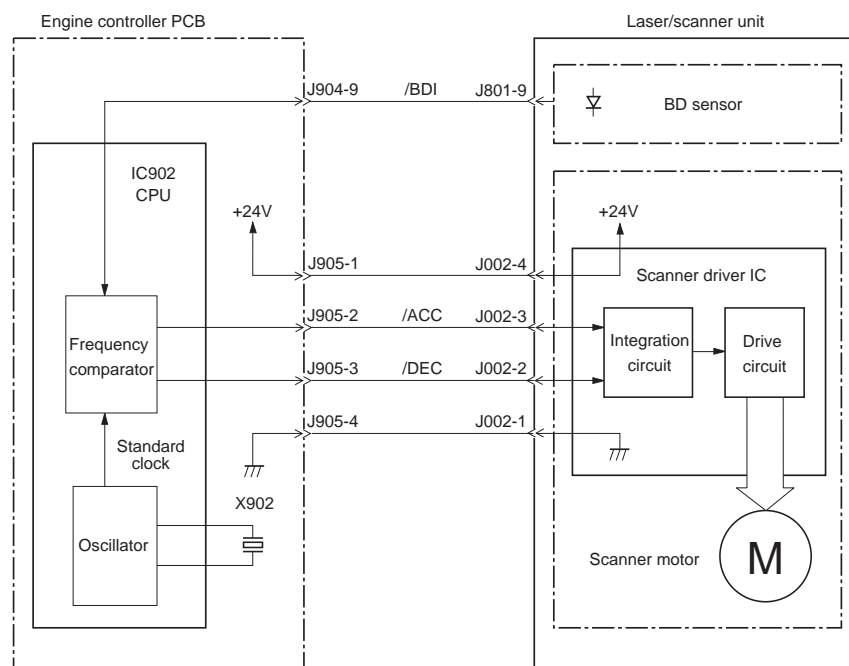 Engine controller PCB
Laser/scanner unit
J904-9 /BDI J801-9
BD sensor
IC902
CPU
+24V
+24V
J905-1 J002-4
Scanner driver IC
J905-2 /ACC J002-3
Frequency
comparator
Integration
circuit
Drive
circuit
J905-3 /DEC J002-2
J905-4 J002-1
Standard
clock
X902
Oscillator
Scanner motor
M